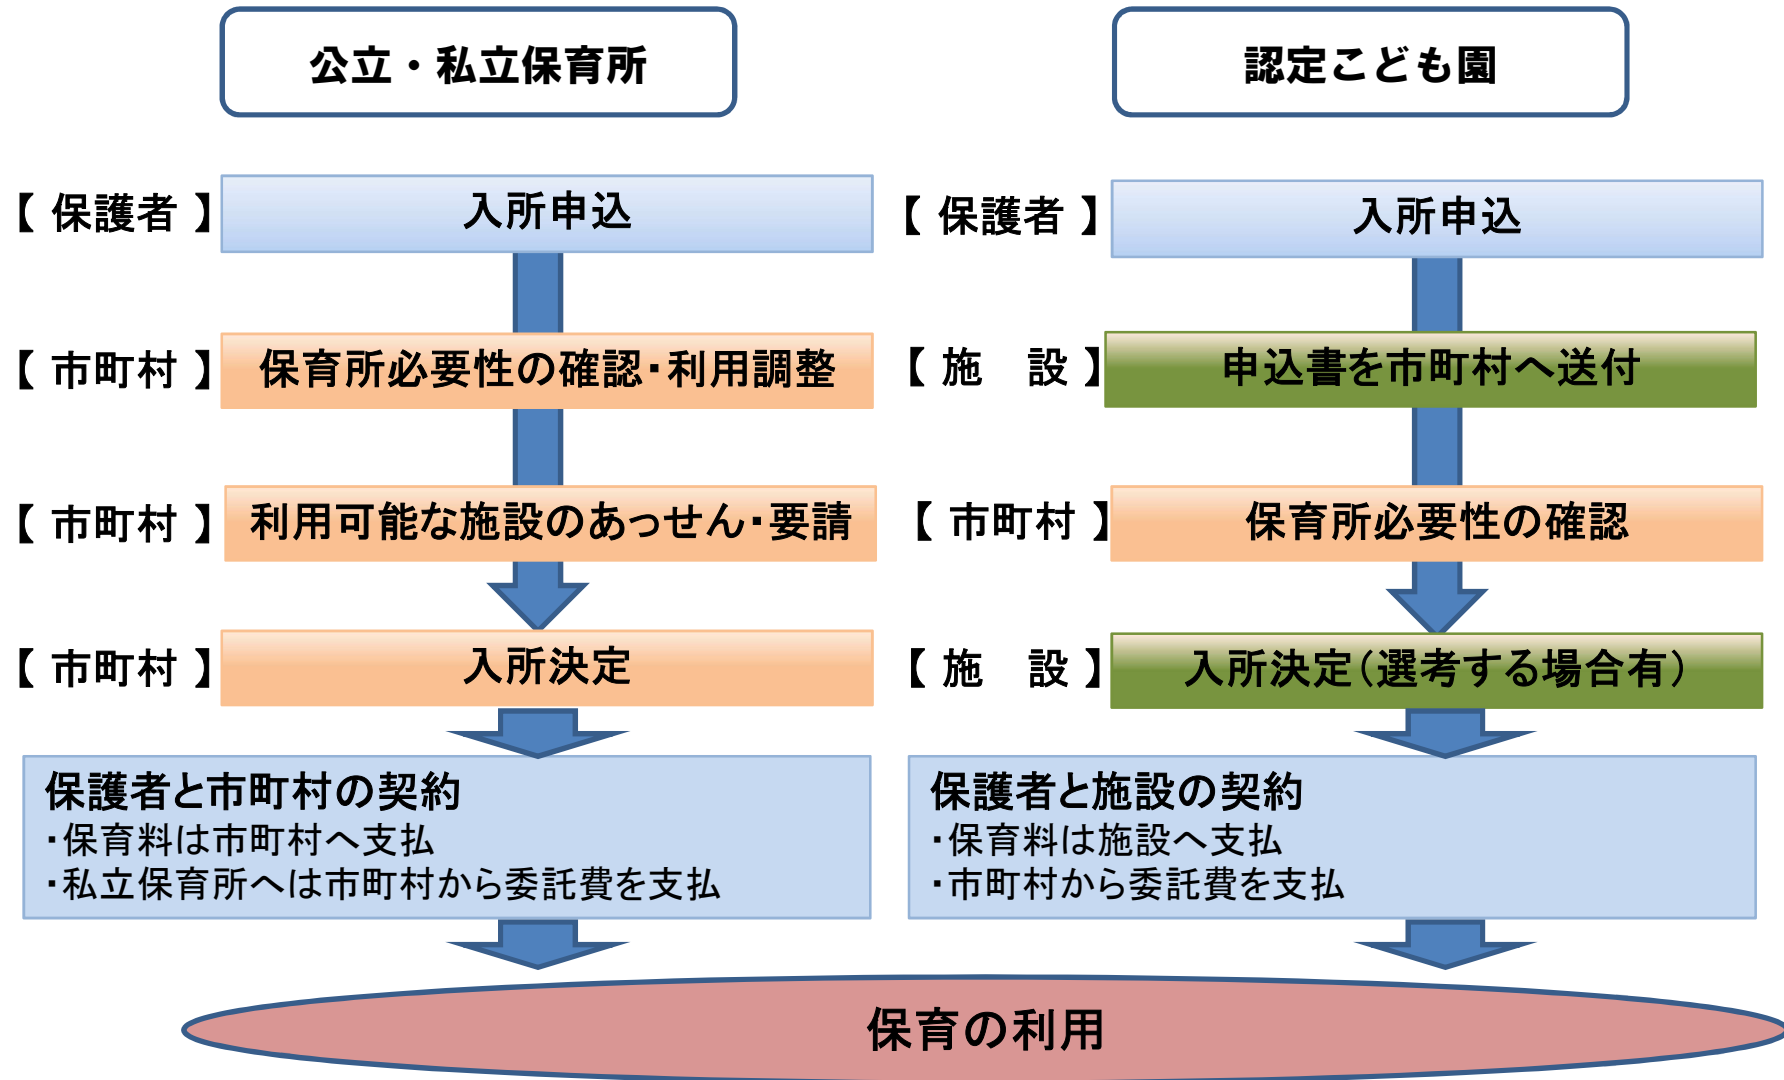 公立・私立保育所
【 保護者 】 入所申込
【 市町村 】 保育所必要性の確認・利用調整
【 市町村 】 利用可能な施設のあっせん・要請
【 市町村 】 入所決定
保護者と市町村の契約
・保育料は市町村へ支払
・私立保育所へは市町村から委託費を支払
認定こども園
【 保護者 】 入所申込
【 施　設 】 申込書を市町村へ送付
【 市町村 】 保育所必要性の確認
【 施　設 】 入所決定（選考する場合有）
保護者と施設の契約
・保育料は施設へ支払
・市町村から委託費を支払
保育の利用